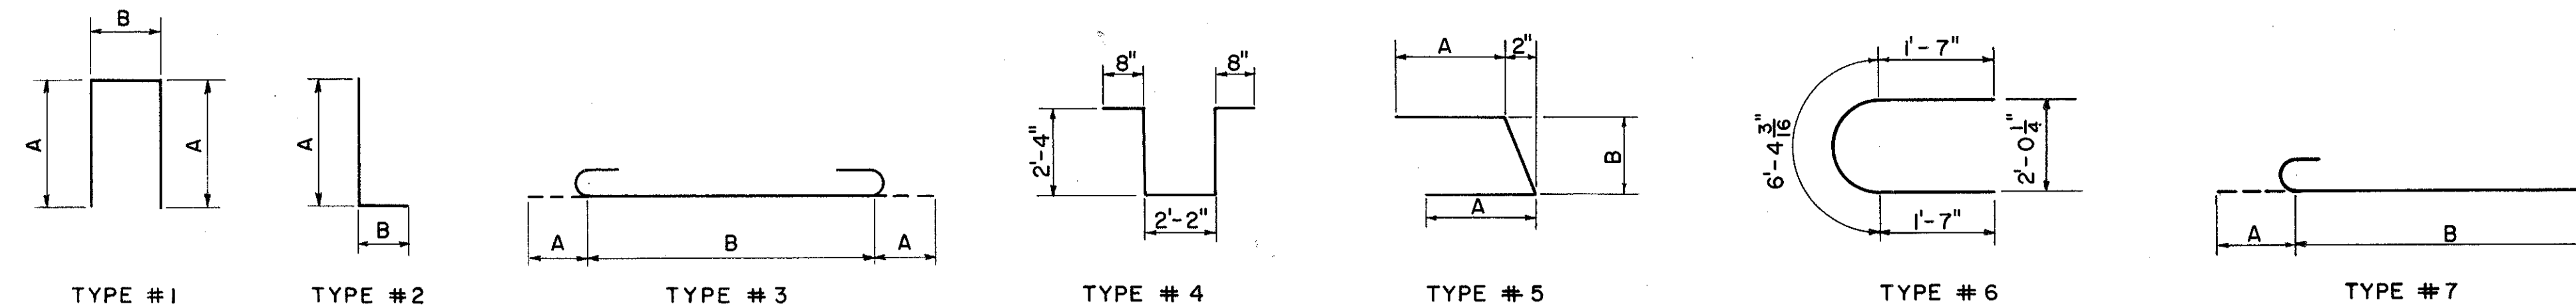 B
A
A
TYPE #1
A
B
TYPE #2
A
B
A
TYPE #3
8"
8"
2'-4"
2'-2"
TYPE #4
A
2"
B
A
TYPE #5
1'-7"
6'-4 3/16"
2'-0 1/4"
1'-7"
TYPE #6
A
B
TYPE #7